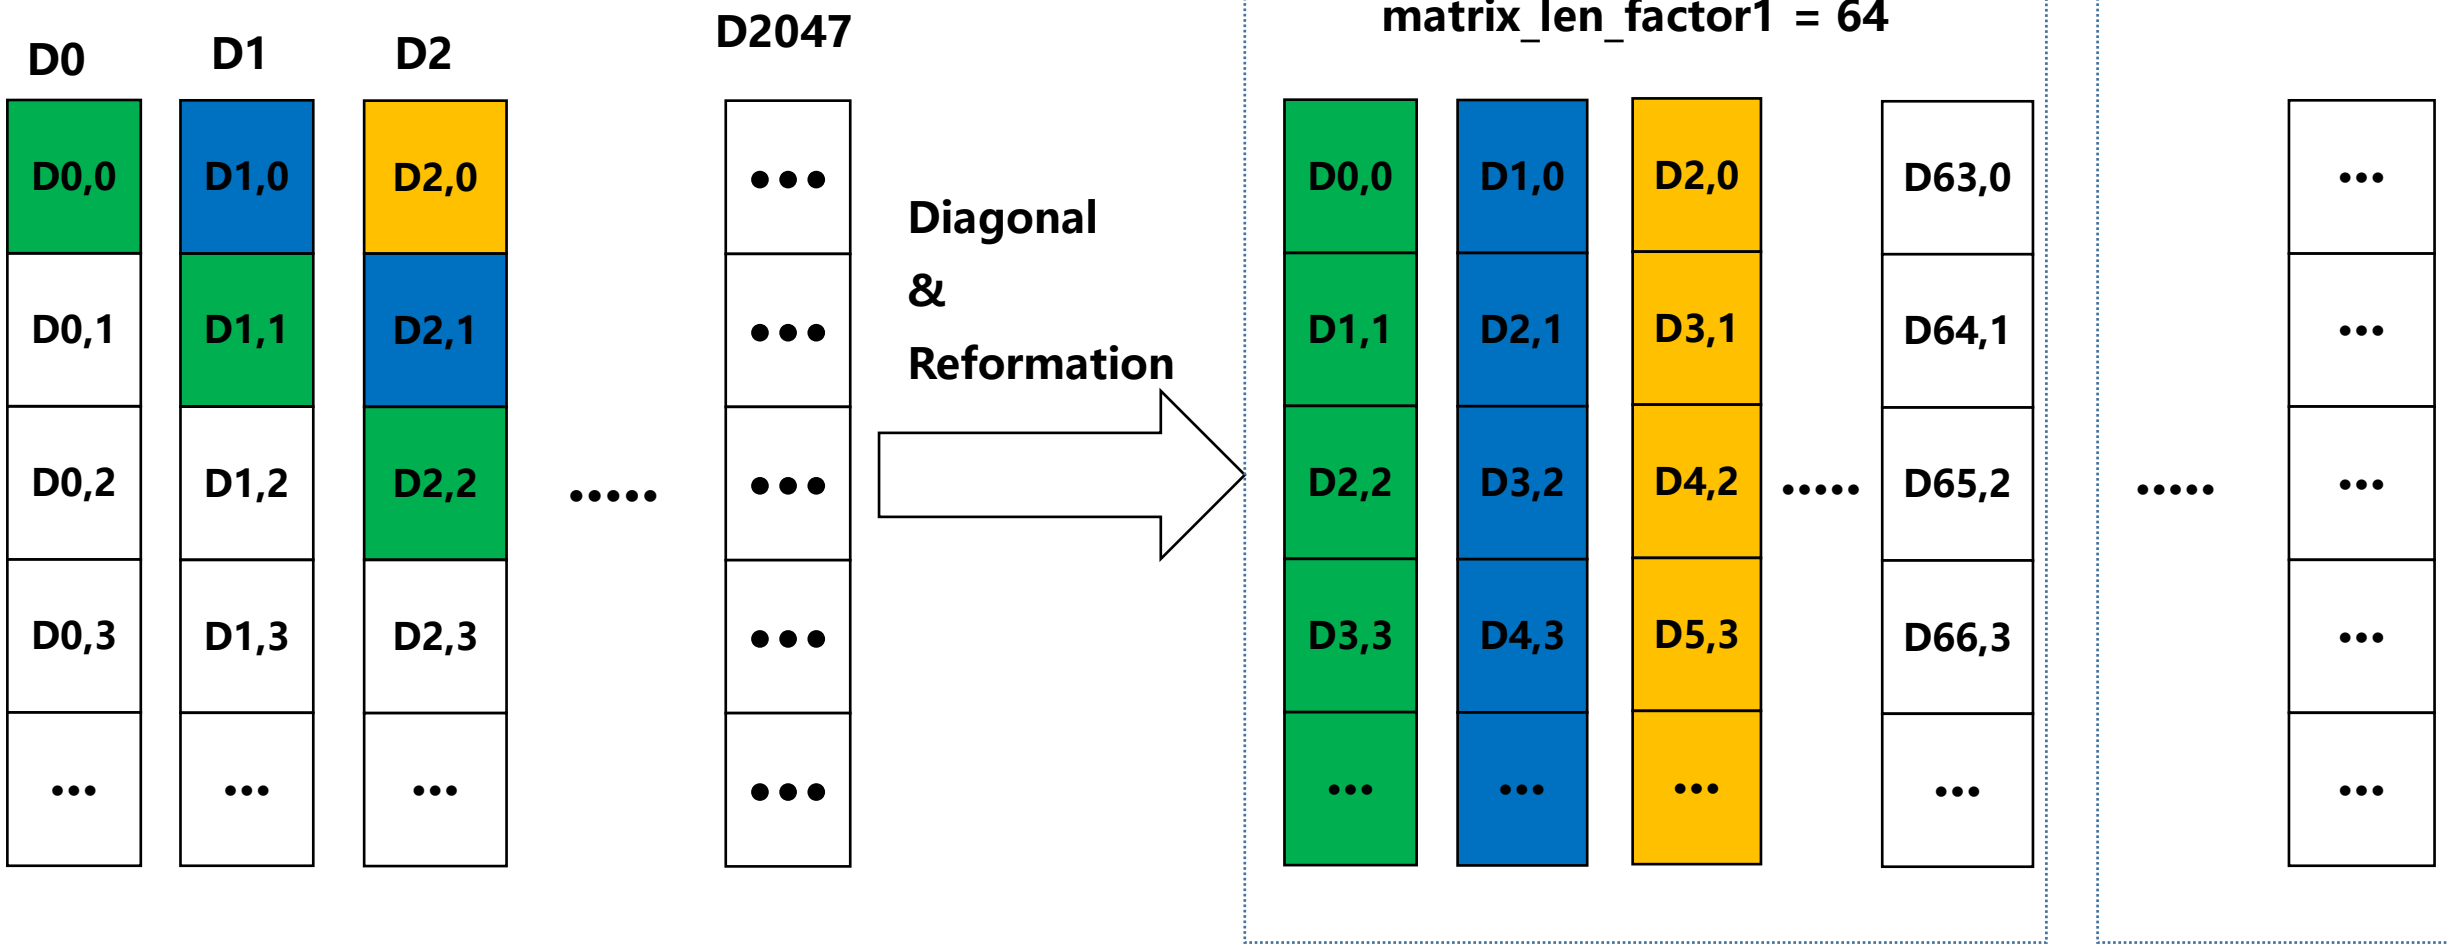 D0 D1 D2 D2047
D0,0 D1,0 D2,0 •••
D0,1 D1,1 D2,1 •••
D0,2 D1,2 D2,2 ••••• •••
D0,3 D1,3 D2,3 •••
••• ••• ••• •••
Diagonal
&
Reformation
matrix_len_factor1 = 64
D0,0 D1,0 D2,0 D63,0 •••
D1,1 D2,1 D3,1 D64,1 •••
D2,2 D3,2 D4,2 ••••• D65,2 ••••• •••
D3,3 D4,3 D5,3 D66,3 •••
••• ••• ••• ••• •••